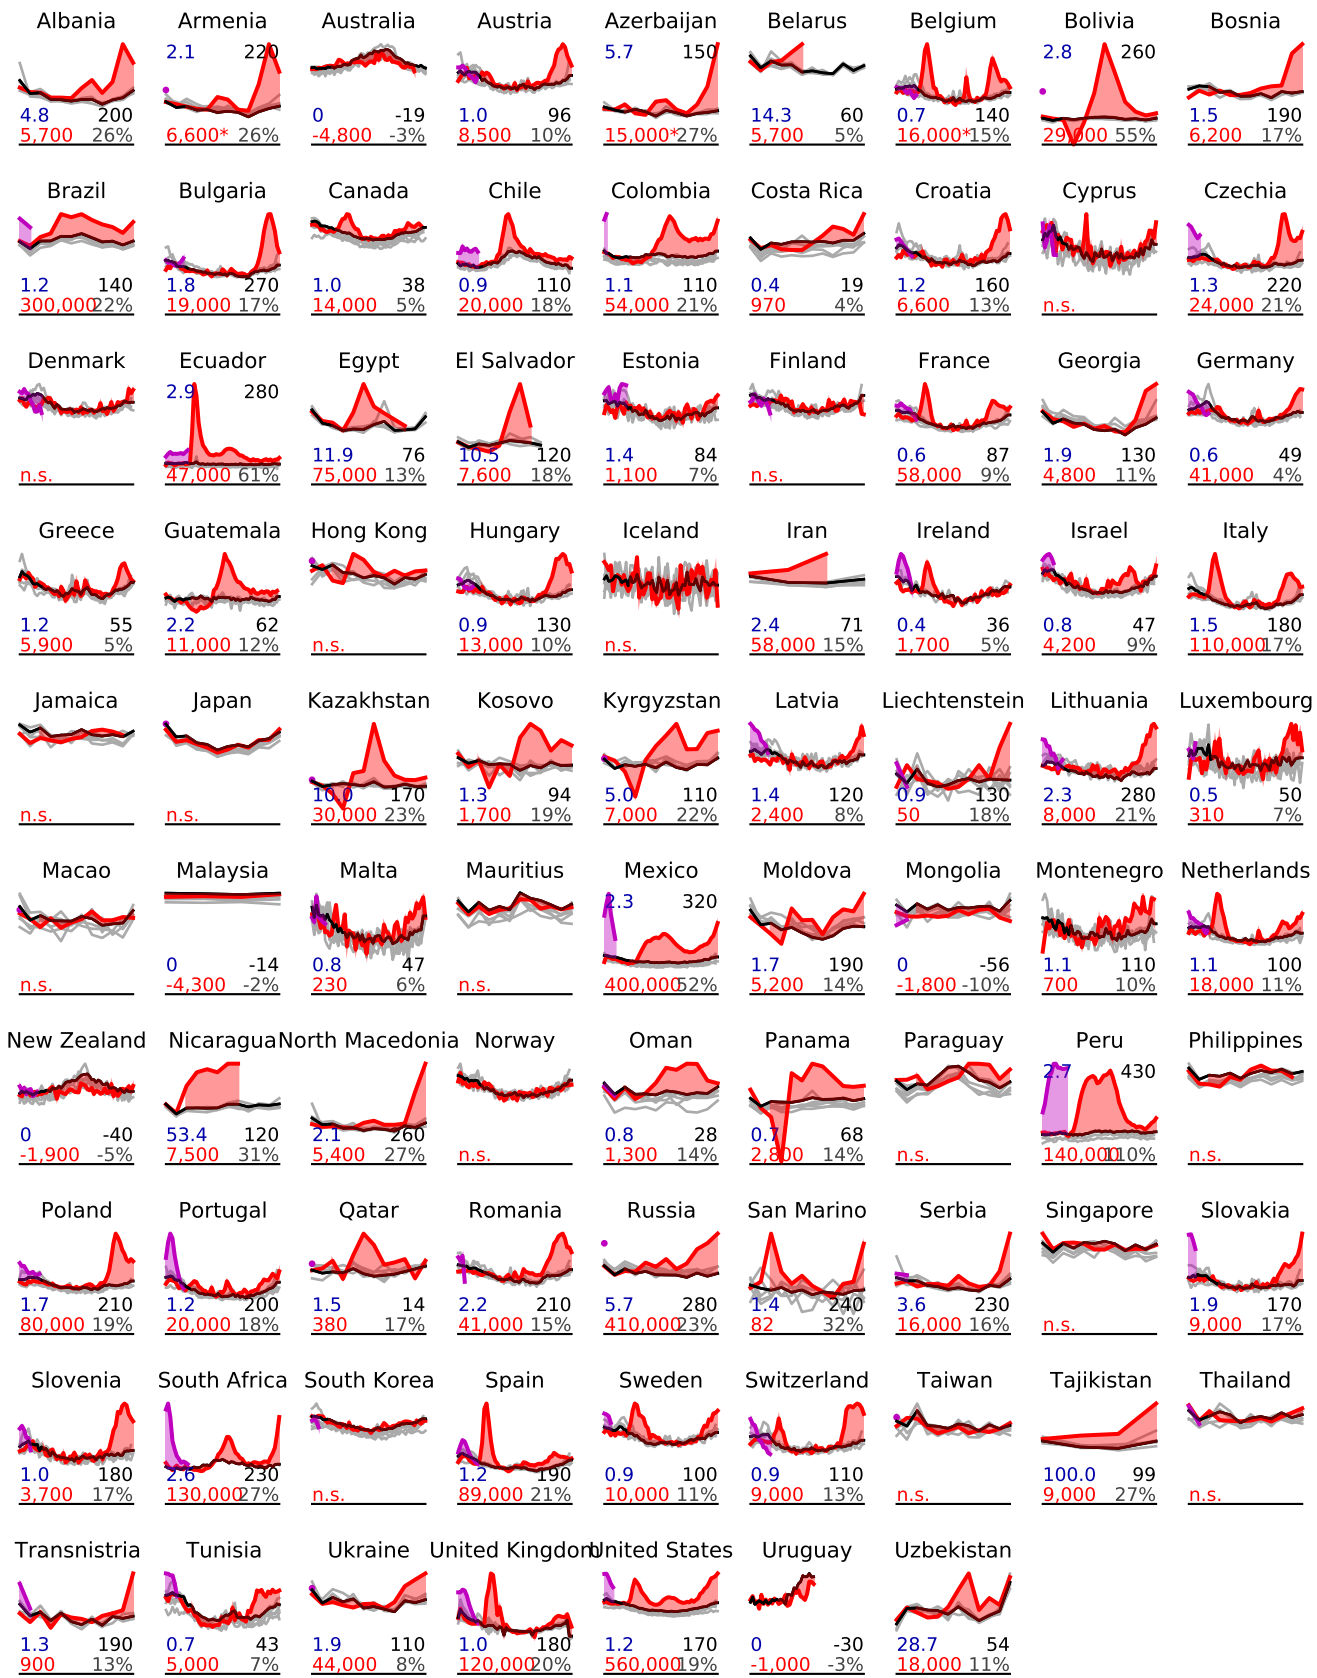 Albania Armenia Australia Austria Azerbaijan Belarus Belgium Bolivia Bosnia
2.1 220 5.7 150 2.8 260
4.8 200 0 -19 1.0 96 14.3 60 0.7 140 1.5 190
5,700 26% 6,600* 26% -4,800 -3% 8,500 10% 15,000* 27% 5,700 5% 16,000* 15% 29,000 55% 6,200 17%
Brazil Bulgaria Canada Chile Colombia Costa Rica Croatia Cyprus Czechia
1.2 140 1.8 270 1.0 38 0.9 110 1.1 110 0.4 19 1.2 160 1.3 220
300,000 22% 19,000 17% 14,000 5% 20,000 18% 54,000 21% 970 4% 6,600 13% n.s. 24,000 21%
Denmark Ecuador Egypt El Salvador Estonia Finland France Georgia Germany
2.9 280
11.9 76 10.5 120 1.4 84 0.6 87 1.9 130 0.6 49
n.s. 47,000 61% 75,000 13% 7,600 18% 1,100 7% n.s. 58,000 9% 4,800 11% 41,000 4%
Greece Guatemala Hong Kong Hungary Iceland Iran Ireland Israel Italy
1.2 55 2.2 62 0.9 130 2.4 71 0.4 36 0.8 47 1.5 180
5,900 5% 11,000 12% n.s. 13,000 10% n.s. 58,000 15% 1,700 5% 4,200 9% 110,000 17%
Jamaica Japan Kazakhstan Kosovo Kyrgyzstan Latvia Liechtenstein Lithuania Luxembourg
10.0 170 1.3 94 5.0 110 1.4 120 0.9 130 2.3 280 0.5 50
n.s. n.s. 30,000 23% 1,700 19% 7,000 22% 2,400 8% 50 18% 8,000 21% 310 7%
Macao Malaysia Malta Mauritius Mexico Moldova Mongolia Montenegro Netherlands
2.3 320
0 -14 0.8 47 1.7 190 0 -56 1.1 110 1.1 100
n.s. -4,300 -2% 230 6% n.s. 400,000 52% 5,200 14% -1,800 -10% 700 10% 18,000 11%
New Zealand Nicaragua North Macedonia Norway Oman Panama Paraguay Peru Philippines
2.7 430
0 -40 53.4 120 2.1 260 0.8 28 0.7 68
-1,900 -5% 7,500 31% 5,400 27% n.s. 1,300 14% 2,800 14% n.s. 140,000 110% n.s.
Poland Portugal Qatar Romania Russia San Marino Serbia Singapore Slovakia
1.7 210 1.2 200 1.5 14 2.2 210 5.7 280 1.4 240 3.6 230 1.9 170
80,000 19% 20,000 18% 380 17% 41,000 15% 410,000 23% 82 32% 16,000 16% n.s. 9,000 17%
Slovenia South Africa South Korea Spain Sweden Switzerland Taiwan Tajikistan Thailand
1.0 180 2.6 230 1.2 190 0.9 100 0.9 110 100.0 99
3,700 17% 130,000 27% n.s. 89,000 21% 10,000 11% 9,000 13% n.s. 9,000 27% n.s.
Transnistria Tunisia Ukraine United Kingdom United States Uruguay Uzbekistan
1.3 190 0.7 43 1.9 110 1.0 180 1.2 170 0 -30 28.7 54
900 13% 5,000 7% 44,000 8% 120,000 20% 560,000 19% -1,000 -3% 18,000 11%